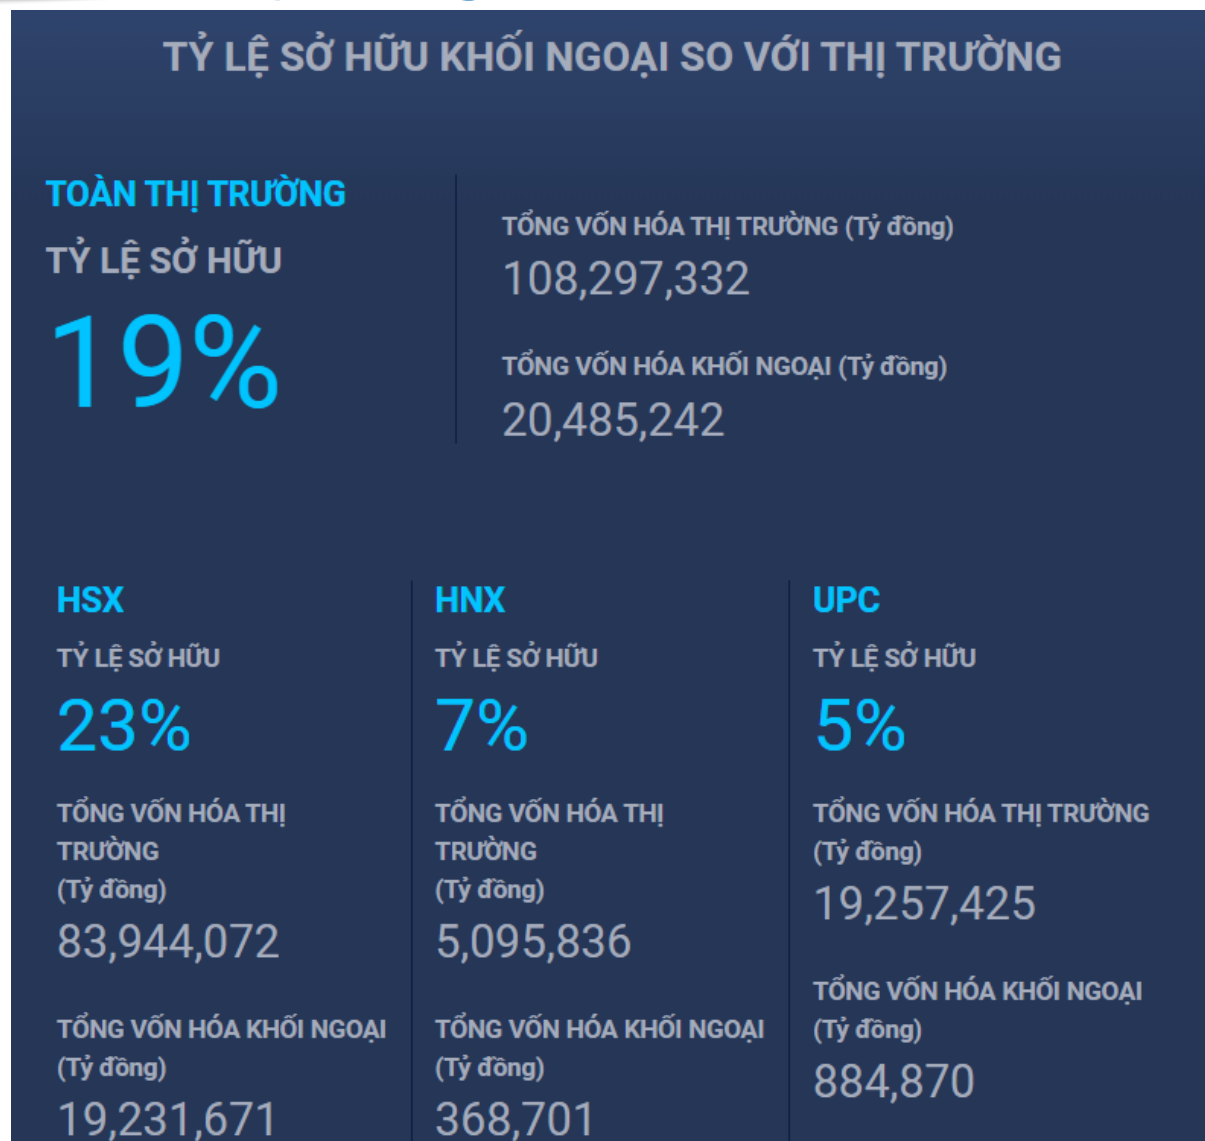 TỶ LỆ SỞ HỮU KHỐI NGOẠI SO VỚI THỊ TRƯỜNG
TOÀN THỊ TRƯỜNG
TỶ LỆ SỞ HỮU
19%
TỔNG VỐN HÓA THỊ TRƯỜNG (Tỷ đồng)
108,297,332
TỔNG VỐN HÓA KHỐI NGOẠI (Tỷ đồng)
20,485,242
HSX
TỶ LỆ SỞ HỮU
23%
TỔNG VỐN HÓA THỊ
TRƯỜNG
(Tỷ đồng)
83,944,072
TỔNG VỐN HÓA KHỐI NGOẠI
(Tỷ đồng)
19,231,671
HNX
TỶ LỆ SỞ HỮU
7%
TỔNG VỐN HÓA THỊ
TRƯỜNG
(Tỷ đồng)
5,095,836
TỔNG VỐN HÓA KHỐI NGOẠI
(Tỷ đồng)
368,701
UPC
TỶ LỆ SỞ HỮU
5%
TỔNG VỐN HÓA THỊ TRƯỜNG
(Tỷ đồng)
19,257,425
TỔNG VỐN HÓA KHỐI NGOẠI
(Tỷ đồng)
884,870